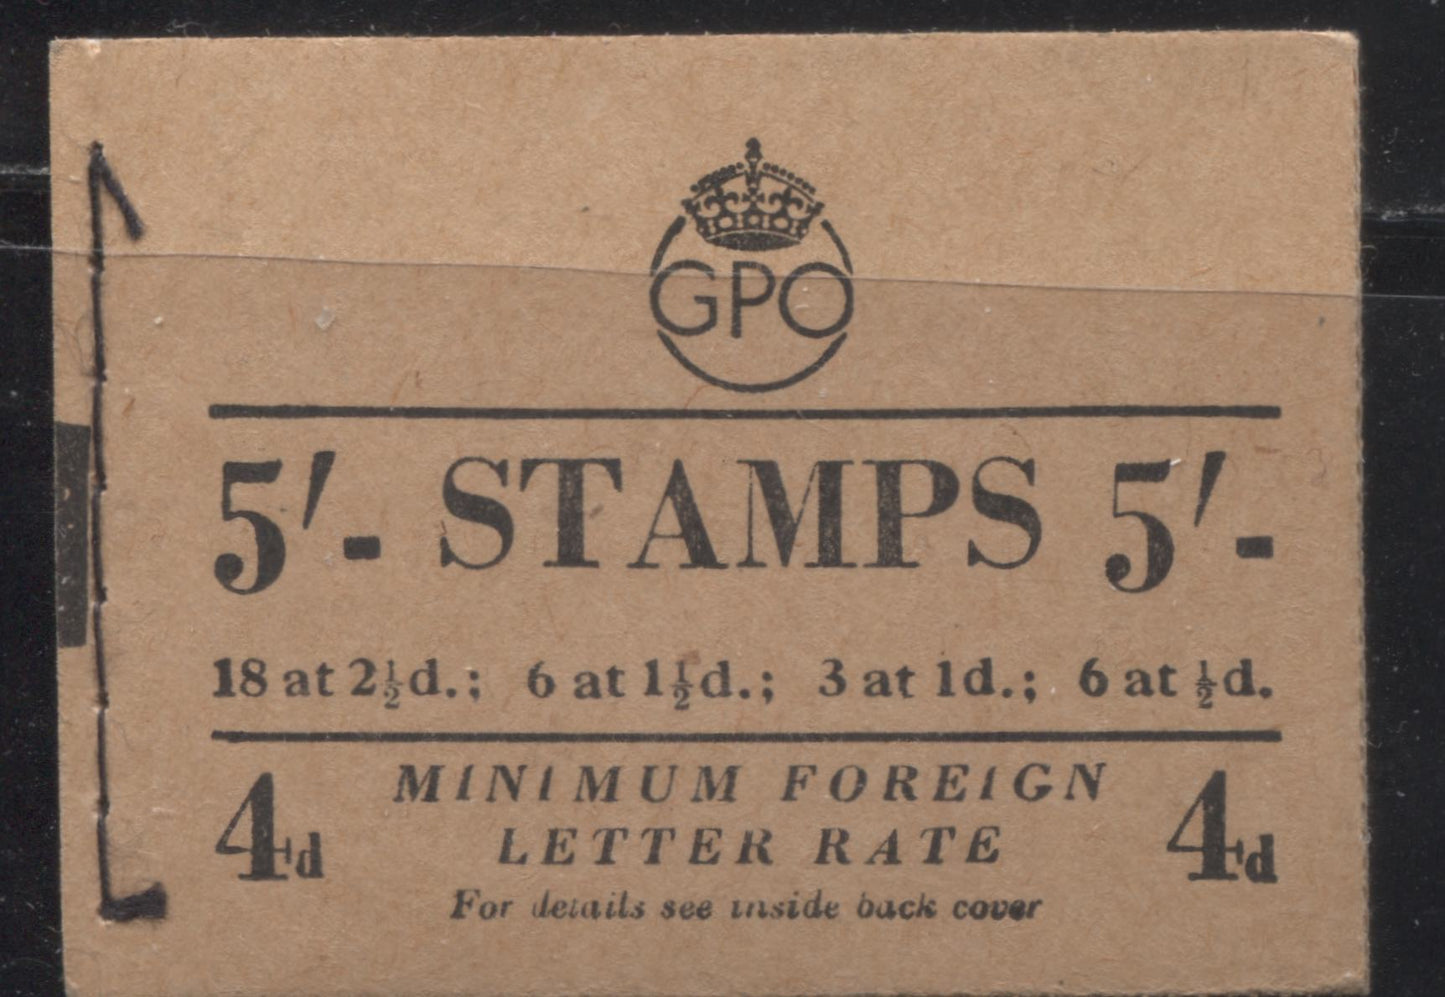 GPO
5/- STAMPS 5/-
18 at 2½d.; 6 at 1½d.; 3 at 1d.; 6 at ½d.
4d MINIMUM FOREIGN 4d
LETTER RATE
For details see inside back cover